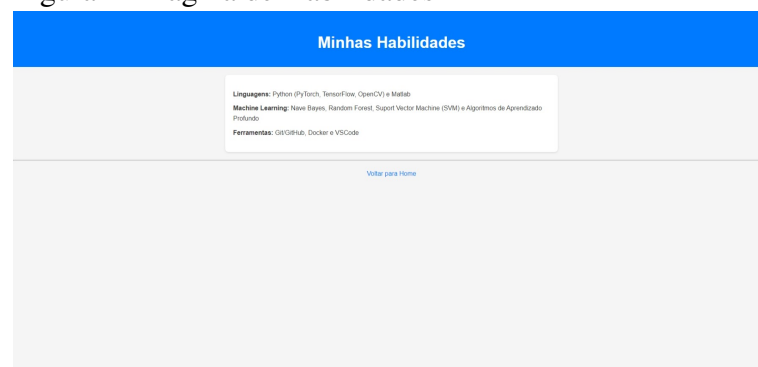 Minhas Habilidades
Linguagens: Python (PyTorch, TensorFlow, OpenCV) e Matlab
Machine Learning: Nave Bayes, Random Forest, Suport Vector Machine (SVM) e Algoritmos de Aprendizado
Profundo
Ferramentas: Git/GitHub, Docker e VSCode
Voltar para Home